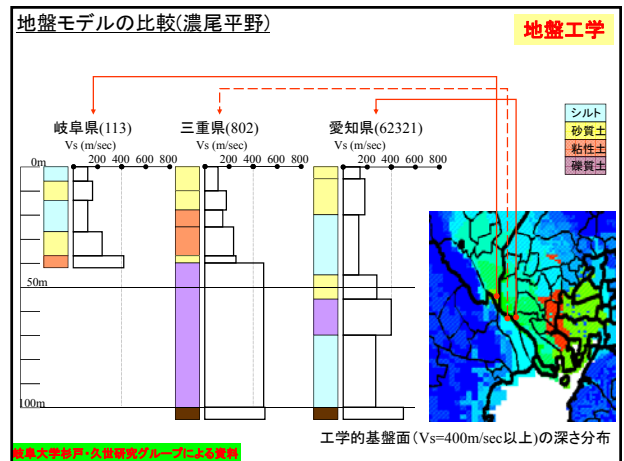 地盤モデルの比較(濃尾平野)
地盤工学
岐阜県(113)
三重県(802)
愛知県(62321)
Vs (m/sec)
Vs (m/sec)
Vs (m/sec)
0m
200 400 600 800
200 400 600 800
200 400 600 800
50m
100m
シルト
砂質土
粘性土
礫質土
工学的基盤面(Vs=400m/sec以上)の深さ分布
岐阜大学杉戸・久世研究グループによる資料